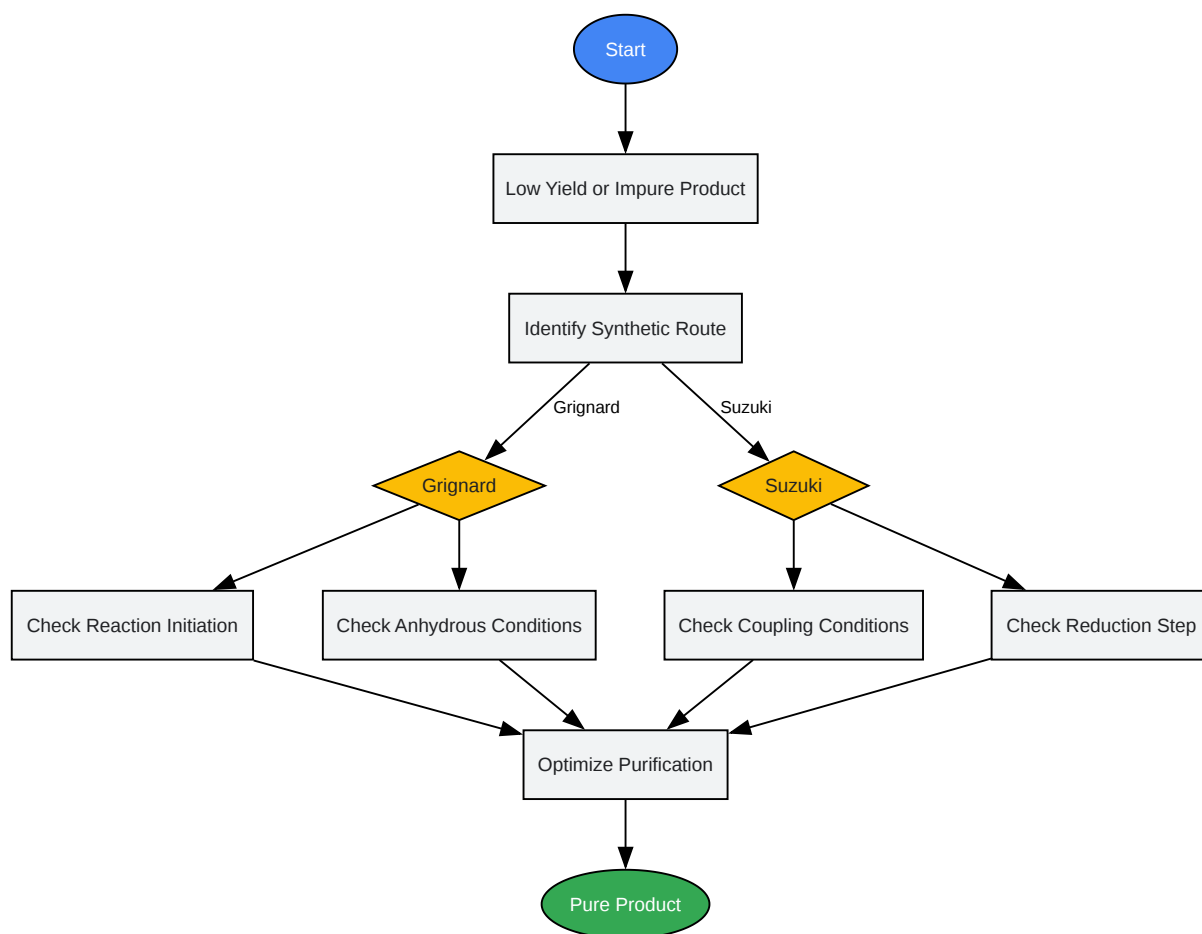 Start
Low Yield or Impure Product
Identify Synthetic Route
Grignard
Suzuki
Grignard
Suzuki
Check Reaction Initiation
Check Anhydrous Conditions
Check Coupling Conditions
Check Reduction Step
Optimize Purification
Pure Product